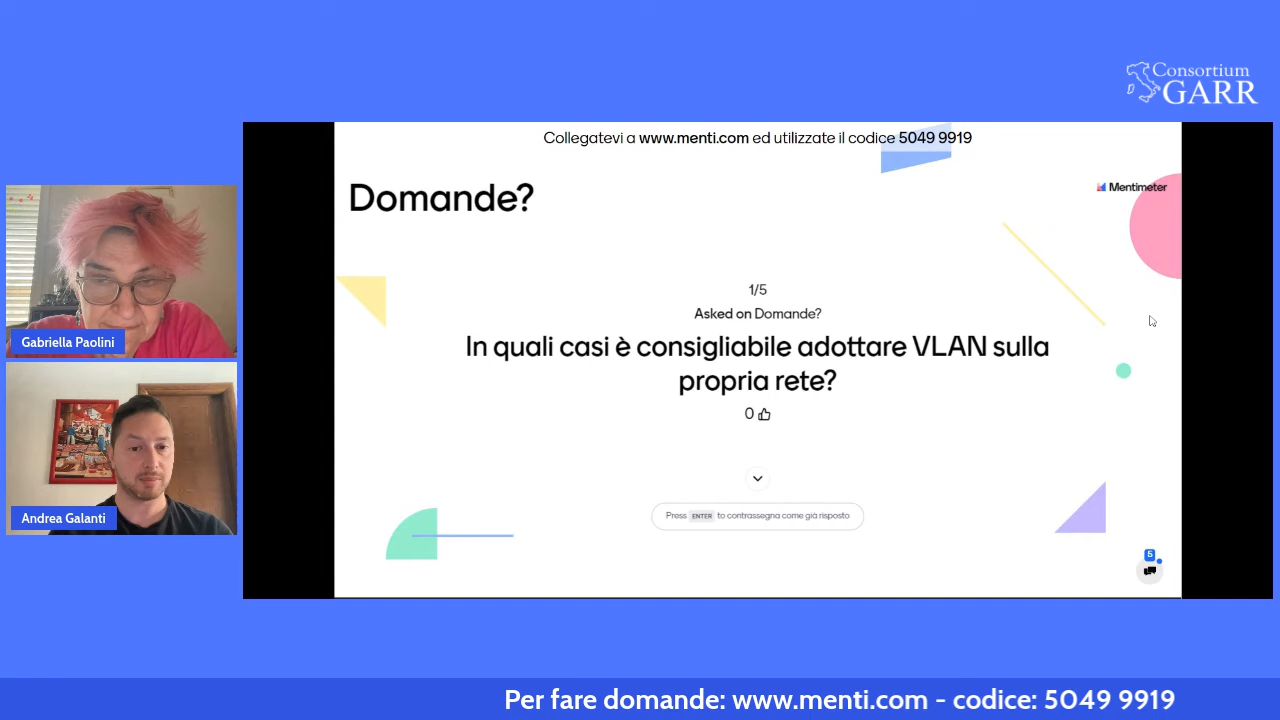 Consortium
GARR
Collegatevi a www.menti.com ed utilizzate il codice 5049 9919
Domande?
Mentimeter
1/5
Asked on Domande?
In quali casi è consigliabile adottare VLAN sulla
propria rete?
0
Press ENTER to contrassegna come già risposto
5
Gabriella Paolini
Andrea Galanti
Per fare domande: www.menti.com - codice: 5049 9919